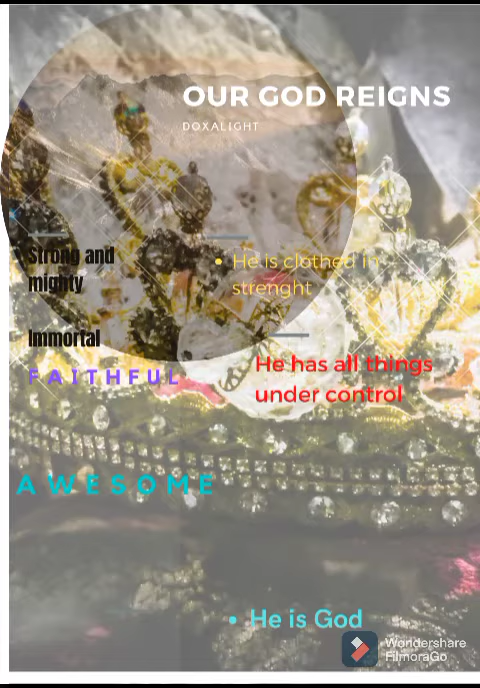 OUR GOD REIGNS
DOXALIGHT
Strong and
mighty
• He is clothed in
strenght
Immortal
FAITHFUL
He has all things
under control
AWESOME
• He is God
Wondershare
FilmoraGo